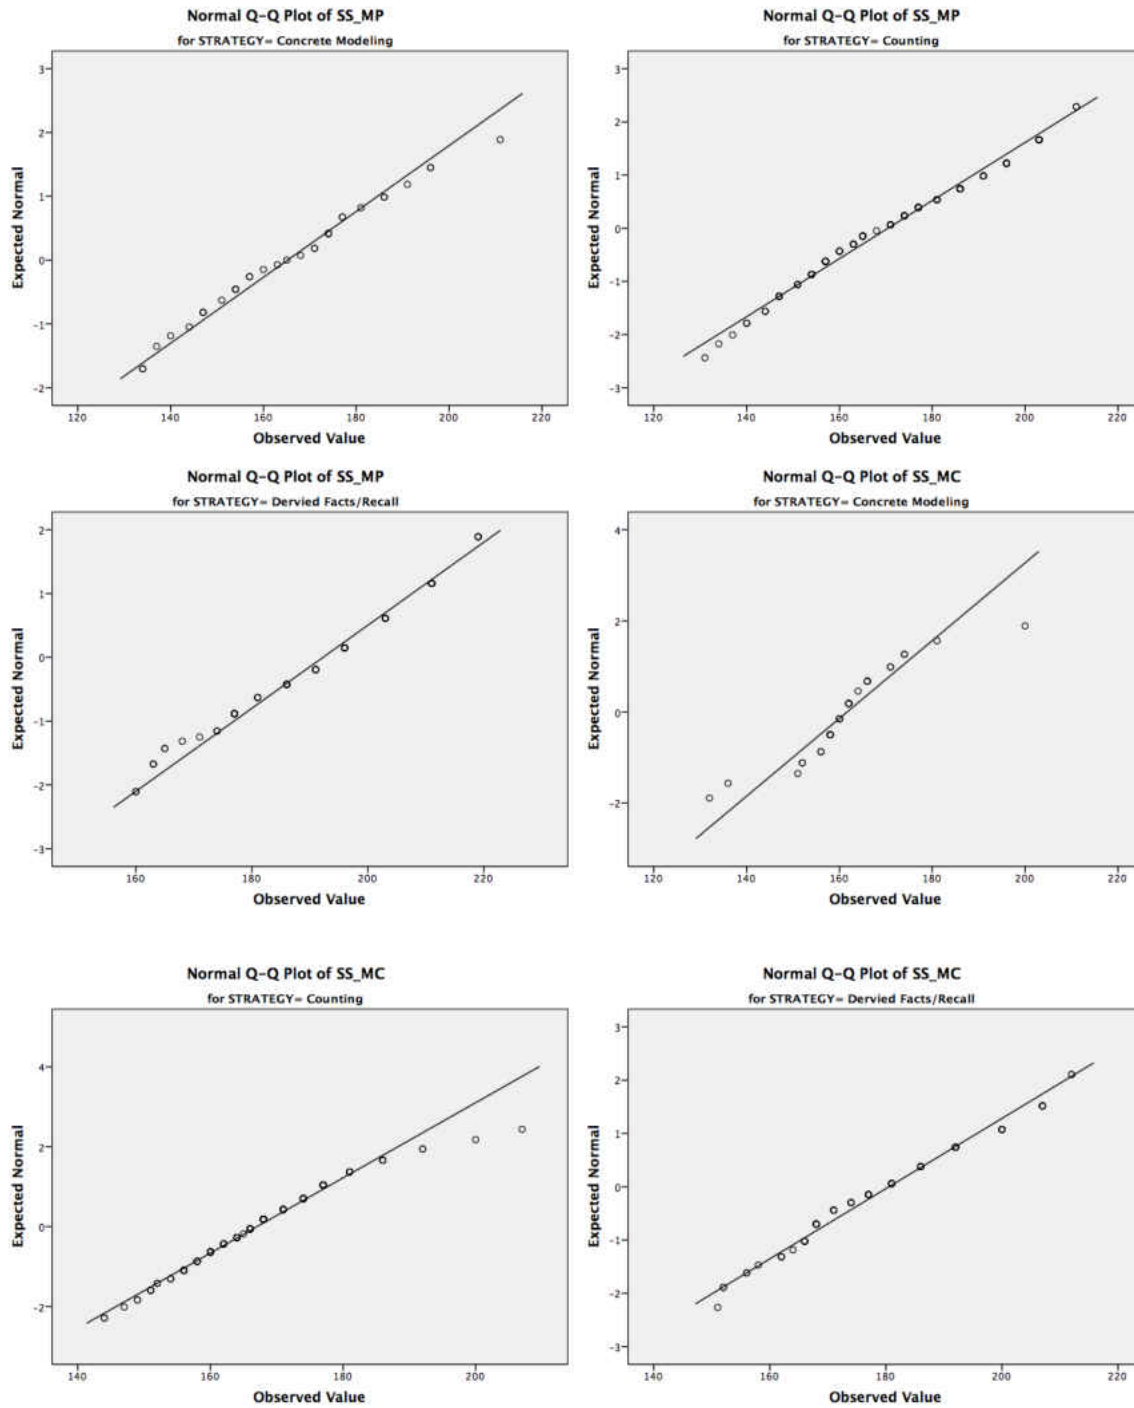 Normal Q-Q Plot of SS_MP
for STRATEGY= Concrete Modeling
3
2
1
0
-1
-2
Expected Normal
120 140 160 180 200 220
Observed Value
Normal Q-Q Plot of SS_MP
for STRATEGY= Counting
3
2
1
0
-1
-2
-3
Expected Normal
120 140 160 180 200 220
Observed Value
Normal Q-Q Plot of SS_MP
for STRATEGY= Dervied Facts/Recall
2
1
0
-1
-2
-3
Expected Normal
160 180 200 220
Observed Value
Normal Q-Q Plot of SS_MC
for STRATEGY= Concrete Modeling
4
2
0
-2
Expected Normal
120 140 160 180 200 220
Observed Value
Normal Q-Q Plot of SS_MC
for STRATEGY= Counting
4
2
0
-2
Expected Normal
140 160 180 200
Observed Value
Normal Q-Q Plot of SS_MC
for STRATEGY= Dervied Facts/Recall
3
2
1
0
-1
-2
-3
Expected Normal
140 160 180 200 220
Observed Value